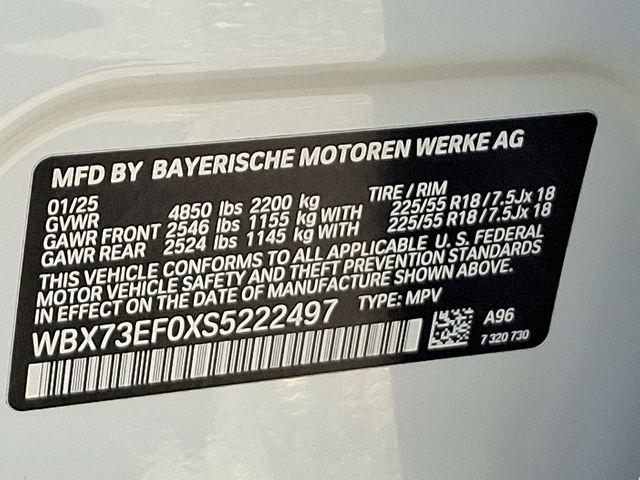 MFD BY BAYERISCHE MOTOREN WERKE AG
01/25 TIRE / RIM
GVWR 4850 lbs 2200 kg
GAWR FRONT 2546 lbs 1155 kg WITH 225/55 R18 / 7.5Jx 18
GAWR REAR 2524 lbs 1145 kg WITH 225/55 R18 / 7.5Jx 18
THIS VEHICLE CONFORMS TO ALL APPLICABLE U. S. FEDERAL
MOTOR VEHICLE SAFETY AND THEFT PREVENTION STANDARDS
IN EFFECT ON THE DATE OF MANUFACTURE SHOWN ABOVE.
WBX73EF0XS5222497 TYPE: MPV
A96
7 320 730